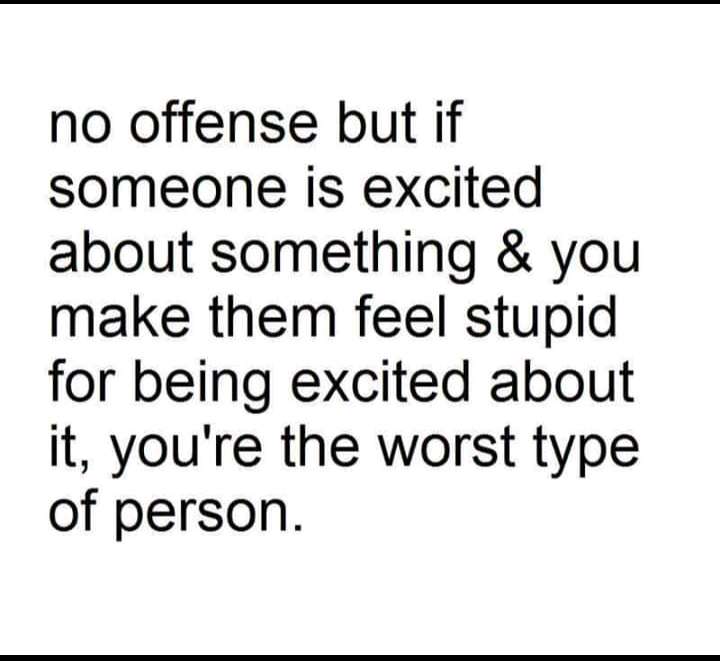 no offense but if
someone is excited
about something & you
make them feel stupid
for being excited about
it, you're the worst type
of person.